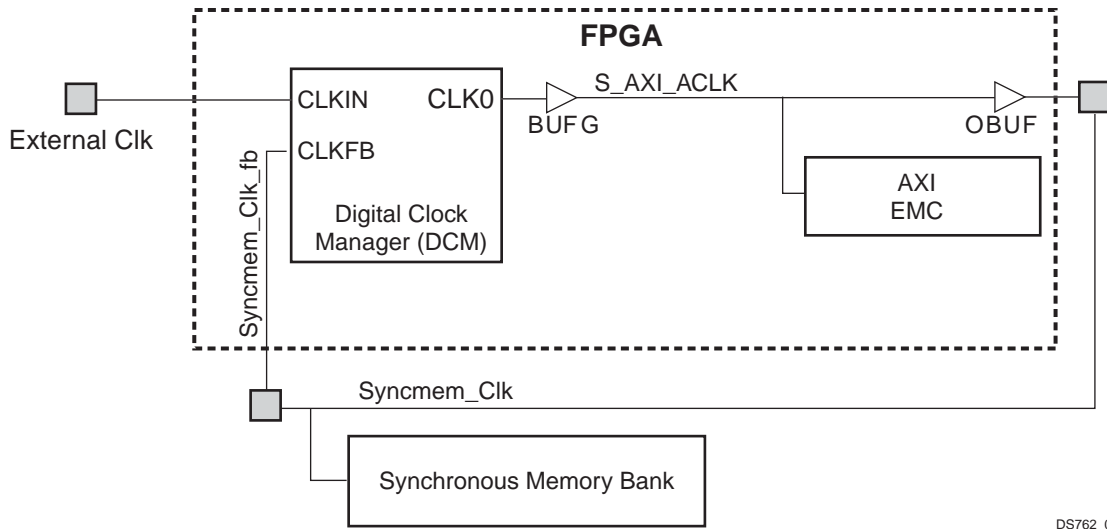 FPGA
External Clk
CLKIN
CLK0
CLKFB
Digital Clock
Manager (DCM)
BUFG
S_AXI_ACLK
OBUF
AXI
EMC
Syncmem_Clk_fb
Syncmem_Clk
Synchronous Memory Bank